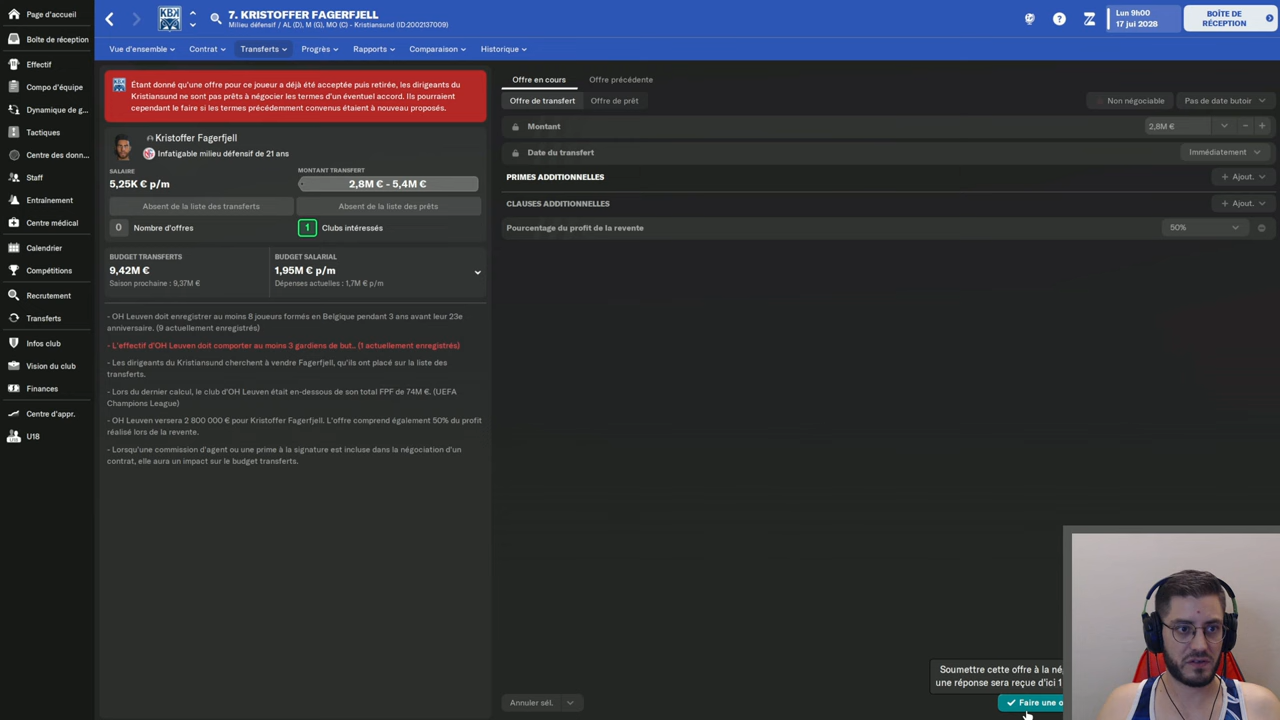 Page d'accueil
Boîte de réception
Effectif
Compo d'équipe
Dynamique de g...
Tactiques
Centre des donn...
Staff
Entraînement
Centre médical
Calendrier
Compétitions
Recrutement
Transferts
Infos club
Vision du club
Finances
Centre d'appr.
U18
KBK
7. KRISTOFFER FAGERFJELL
Milieu défensif / AL (D), M (G), MO (C) - Kristiansund (ID:2002137009)
Lun 9h00
17 jui 2028
BOÎTE DE RÉCEPTION
Vue d'ensemble
Contrat
Transferts
Progrès
Rapports
Comparaison
Historique
Étant donné qu'une offre pour ce joueur a déjà été acceptée puis retirée, les dirigeants du
Kristiansund ne sont pas prêts à négocier les termes d'un éventuel accord. Ils pourraient
cependant le faire si les termes précédemment convenus étaient à nouveau proposés.
Kristoffer Fagerfjell
Infatigable milieu défensif de 21 ans
SALAIRE
5,25K € p/m
MONTANT TRANSFERT
2,8M € - 5,4M €
Absent de la liste des transferts
Absent de la liste des prêts
0 Nombre d'offres
1 Clubs intéressés
BUDGET TRANSFERTS
9,42M €
Saison prochaine : 9,37M €
BUDGET SALARIAL
1,95M € p/m
Dépenses actuelles : 1,7M € p/m
- OH Leuven doit enregistrer au moins 8 joueurs formés en Belgique pendant 3 ans avant leur 23e
anniversaire. (9 actuellement enregistrés)
- L'effectif d'OH Leuven doit comporter au moins 3 gardiens de but.. (1 actuellement enregistrés)
- Les dirigeants du Kristiansund cherchent à vendre Fagerfjell, qu'ils ont placé sur la liste des
transferts.
- Lors du dernier calcul, le club d'OH Leuven était en-dessous de son total FPF de 74M €. (UEFA
Champions League)
- OH Leuven versera 2 800 000 € pour Kristoffer Fagerfjell. L'offre comprend également 50% du profit
réalisé lors de la revente.
- Lorsqu'une commission d'agent ou une prime à la signature est incluse dans la négociation d'un
contrat, elle aura un impact sur le budget transferts.
Offre en cours
Offre précédente
Offre de transfert
Offre de prêt
Non négociable
Pas de date butoir
Montant
2,8M €
Date du transfert
Immédiatement
PRIMES ADDITIONNELLES
+ Ajout.
CLAUSES ADDITIONNELLES
+ Ajout.
Pourcentage du profit de la revente
50%
Soumettre cette offre à la né
une réponse sera reçue d'ici 1
Annuler sél.
Faire une o